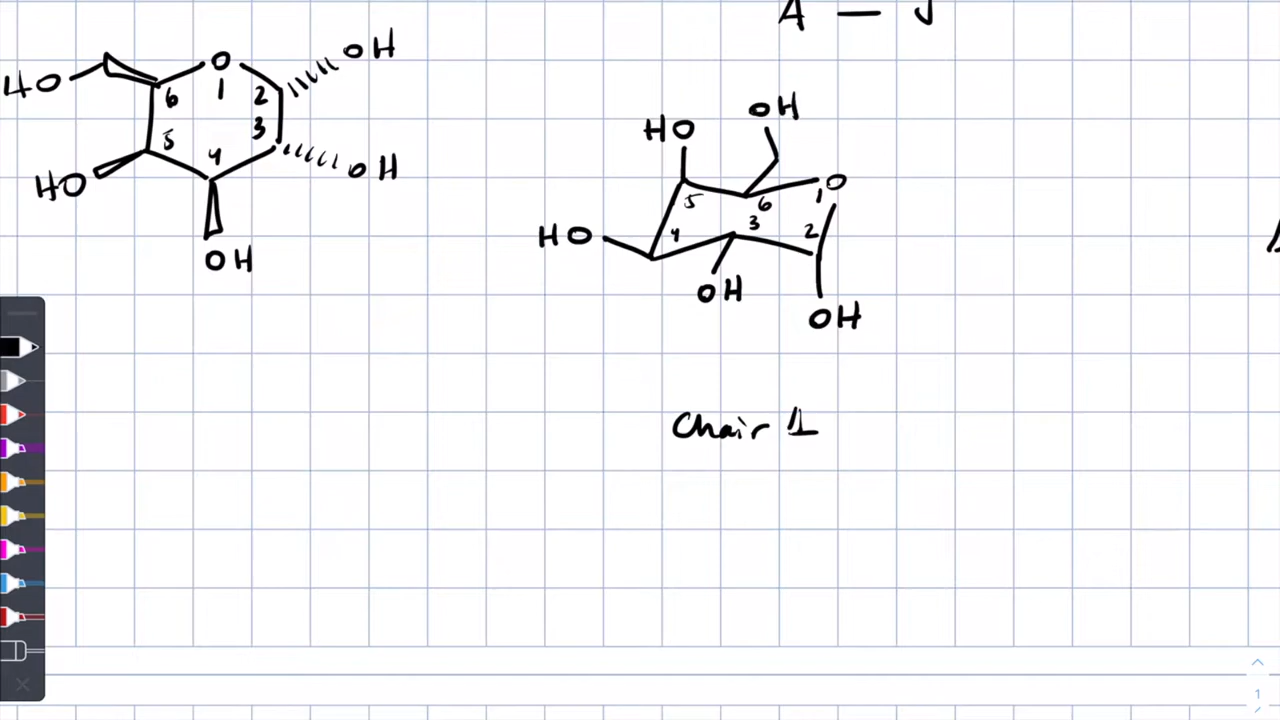 A — J
HO O OH
6 1 2
5 4 3
HO OH
OH
HO OH
5 6 O 1
HO 4 3 2
OH
OH
Chair 1
1